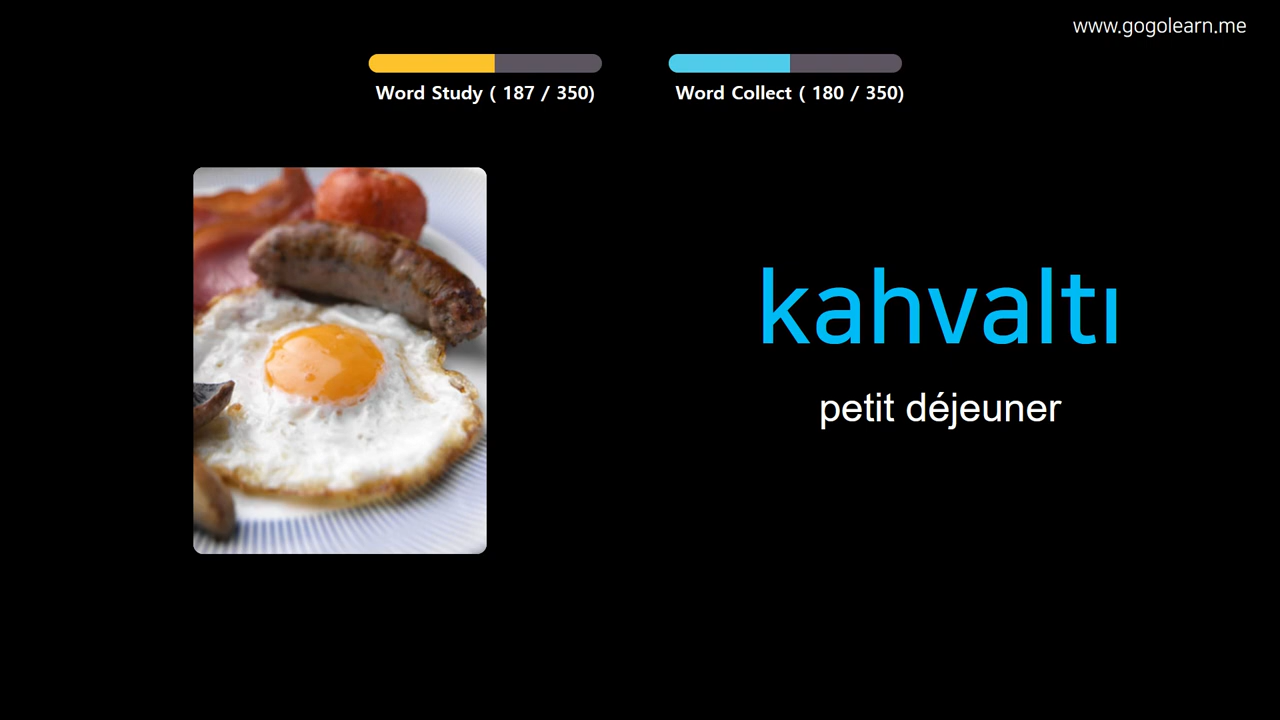 www.gogolearn.me
Word Study ( 187 / 350)
Word Collect ( 180 / 350)
kahvaltı
petit déjeuner